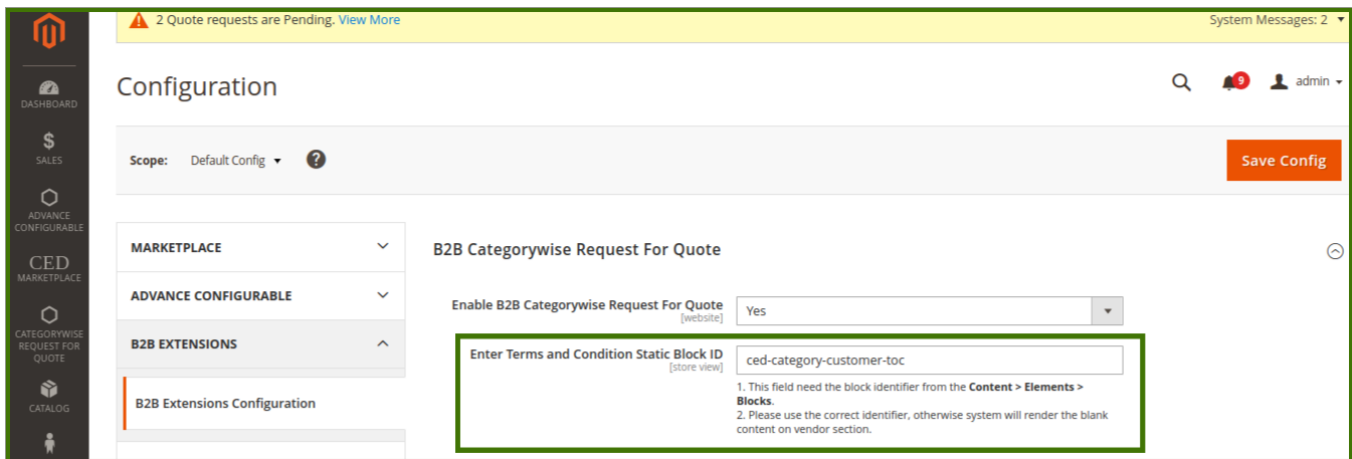 2 Quote requests are Pending. View More
System Messages: 2
Configuration
9
admin
DASHBOARD
$
SALES
Scope: Default Config ?
Save Config
ADVANCE
CONFIGURABLE
CED
MARKETPLACE
CATEGORYWISE
REQUEST FOR
QUOTE
CATALOG
MARKETPLACE
ADVANCE CONFIGURABLE
B2B EXTENSIONS
B2B Extensions Configuration
B2B Categorywise Request For Quote
Enable B2B Categorywise Request For Quote
[website]
Yes
Enter Terms and Condition Static Block ID
[store view]
ced-category-customer-toc
1. This field need the block identifier from the Content > Elements >
Blocks.
2. Please use the correct identifier, otherwise system will render the blank
content on vendor section.